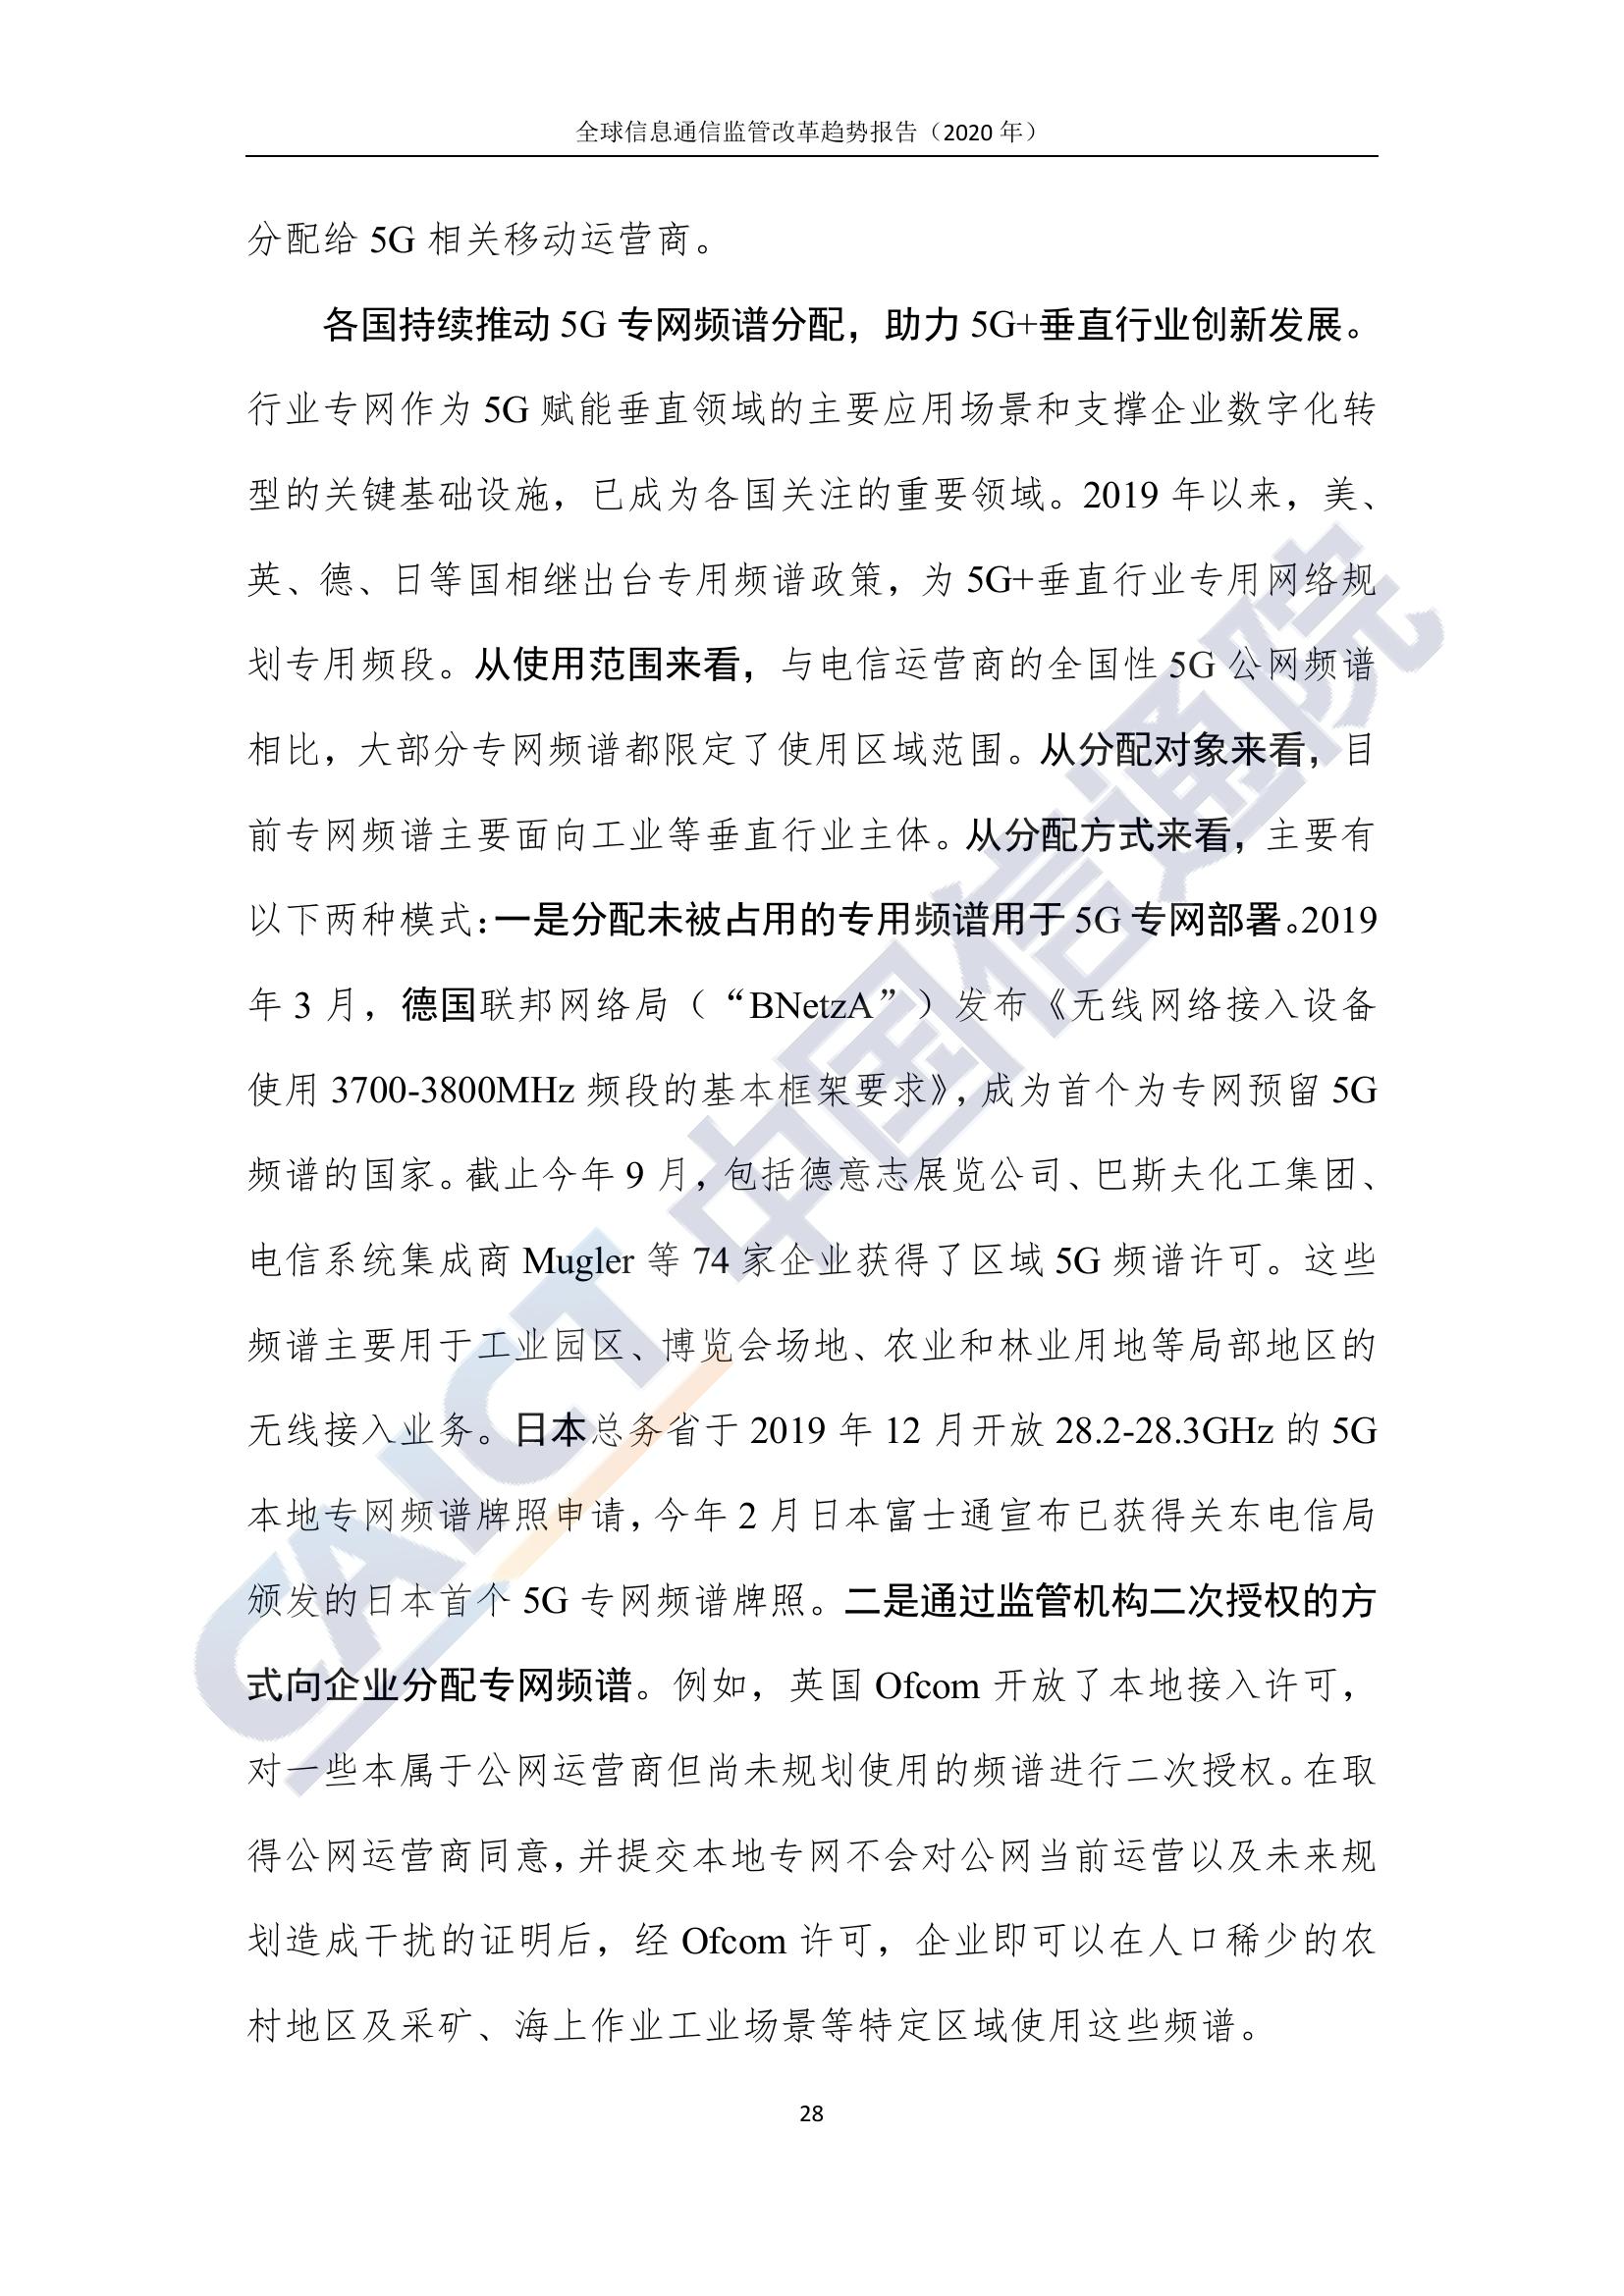 全球信息通信监管改革趋势报告（2020 年）
分配给 5G 相关移动运营商。
各国持续推动 5G 专网频谱分配，助力 5G+垂直行业创新发展。
行业专网作为 5G 赋能垂直领域的主要应用场景和支撑企业数字化转
型的关键基础设施，已成为各国关注的重要领域。2019 年以来，美、
英、德、日等国相继出台专用频谱政策，为 5G+垂直行业专用网络规
划专用频段。从使用范围来看，与电信运营商的全国性 5G 公网频谱
相比，大部分专网频谱都限定了使用区域范围。从分配对象来看，目
前专网频谱主要面向工业等垂直行业主体。从分配方式来看，主要有
以下两种模式：一是分配未被占用的专用频谱用于 5G 专网部署。2019
年 3 月，德国联邦网络局（“BNetzA”）发布《无线网络接入设备
使用 3700-3800MHz 频段的基本框架要求》，成为首个为专网预留 5G
频谱的国家。截止今年 9 月，包括德意志展览公司、巴斯夫化工集团、
电信系统集成商 Mugler 等 74 家企业获得了区域 5G 频谱许可。这些
频谱主要用于工业园区、博览会场地、农业和林业用地等局部地区的
无线接入业务。日本总务省于 2019 年 12 月开放 28.2-28.3GHz 的 5G
本地专网频谱牌照申请，今年 2 月日本富士通宣布已获得关东电信局
颁发的日本首个 5G 专网频谱牌照。二是通过监管机构二次授权的方
式向企业分配专网频谱。例如，英国 Ofcom 开放了本地接入许可，
对一些本属于公网运营商但尚未规划使用的频谱进行二次授权。在取
得公网运营商同意，并提交本地专网不会对公网当前运营以及未来规
划造成干扰的证明后，经 Ofcom 许可，企业即可以在人口稀少的农
村地区及采矿、海上作业工业场景等特定区域使用这些频谱。
28
CAICT 中国信通院